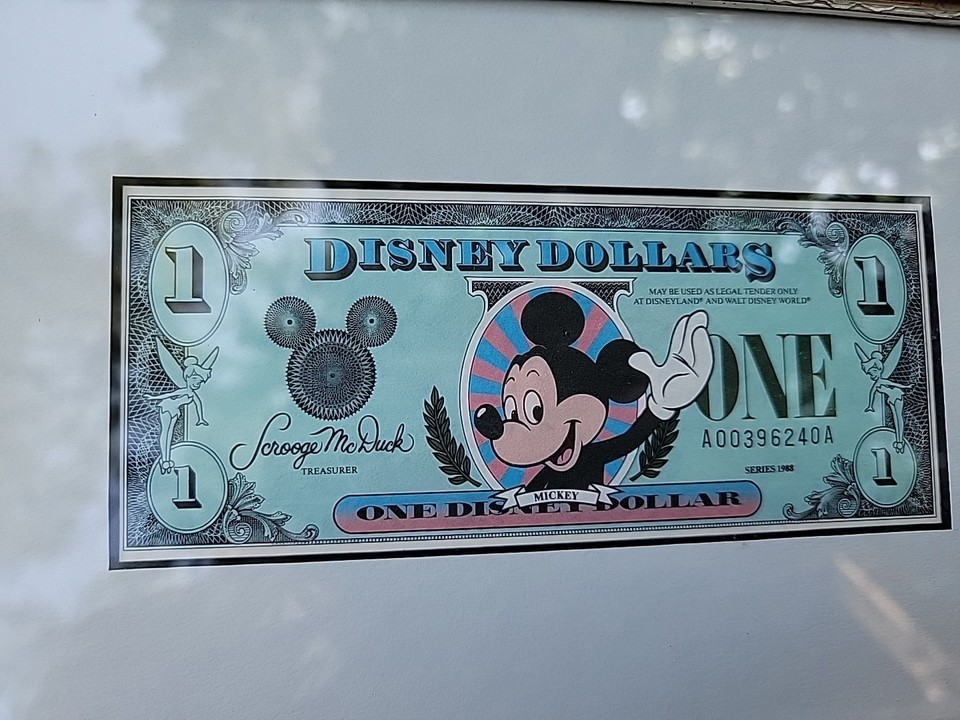 DISNEY DOLLARS
1
1
MAY BE USED AS LEGAL TENDER ONLY
AT DISNEYLAND® AND WALT DISNEY WORLD®
ONE
A00396240A
Scrooge McDuck
TREASURER
SERIES 1988
1
1
MICKEY
ONE DISNEY DOLLAR